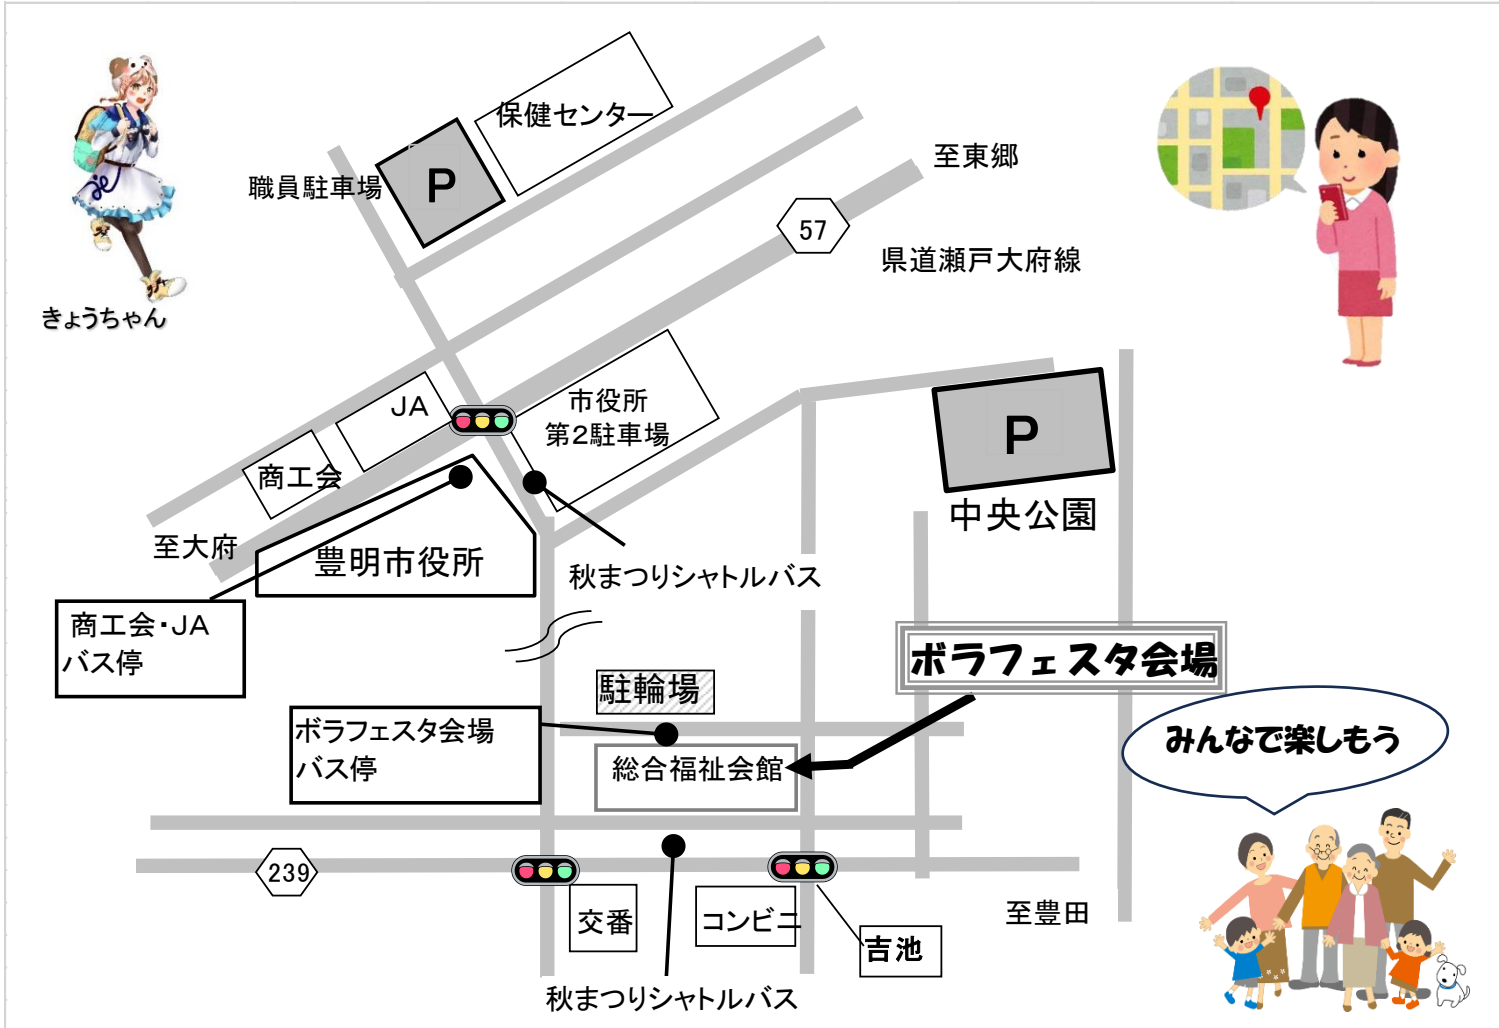 保健センター
P
職員駐車場
至東郷
57
県道瀬戸大府線
きょうちゃん
JA
市役所
第2駐車場
商工会
P
中央公園
至大府
豊明市役所
秋まつりシャトルバス
商工会・JA
バス停
ボラフェスタ会場
駐輪場
ボラフェスタ会場
バス停
総合福祉会館
みんなで楽しもう
239
交番
コンビニ
吉池
至豊田
秋まつりシャトルバス